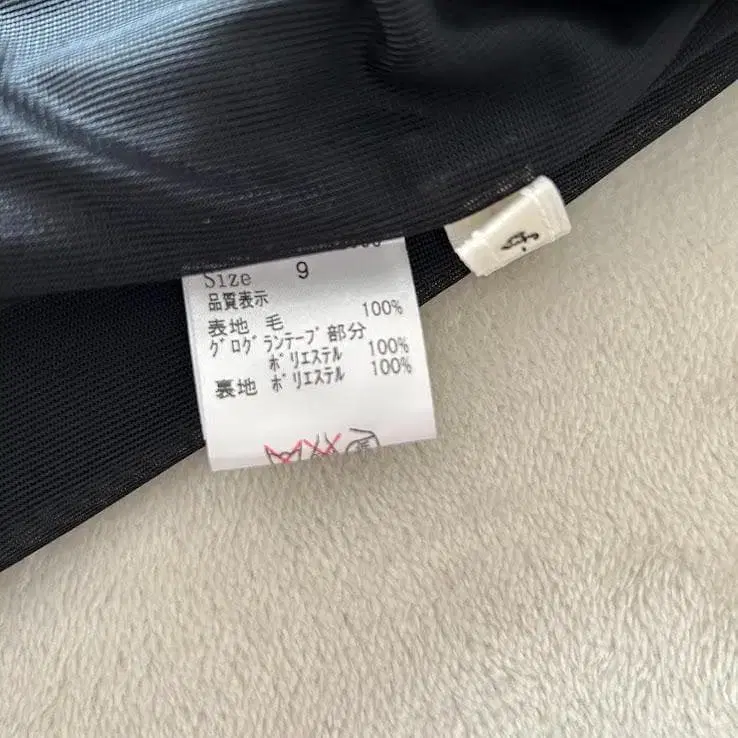 Size 9
品質表示
表地 毛 100%
グログランテープ部分
ポリエステル 100%
裏地 ポリエステル 100%